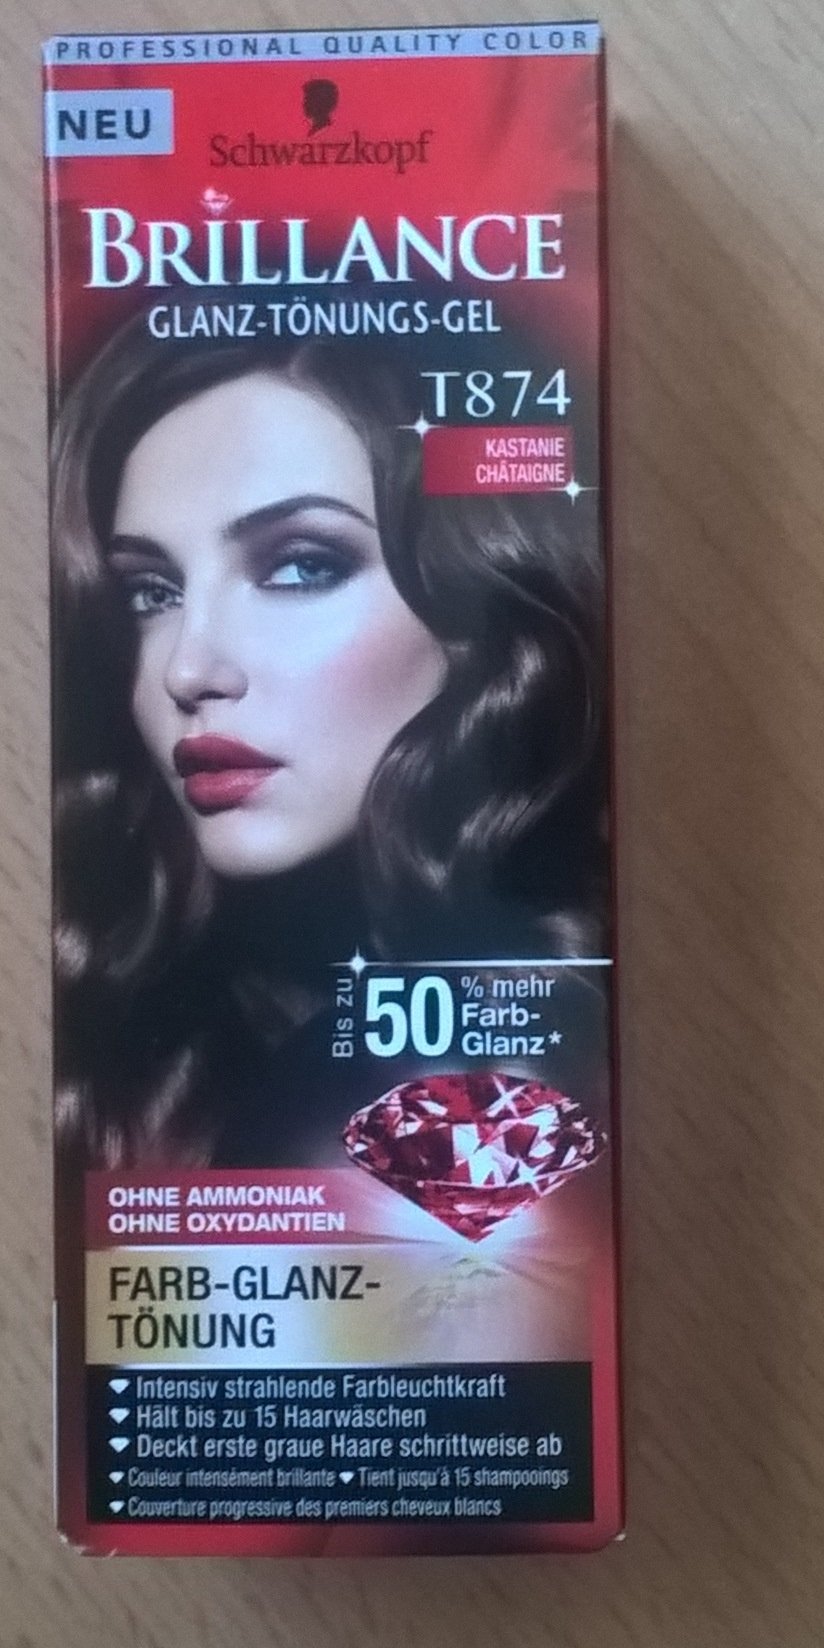 PROFESSIONAL QUALITY COLOR
NEU
Schwarzkopf
BRILLANCE
GLANZ-TÖNUNGS-GEL
T874
KASTANIE
CHÂTAIGNE
Bis zu 50 % mehr
Farb-
Glanz*
OHNE AMMONIAK
OHNE OXYDANTIEN
FARB-GLANZ-
TÖNUNG
Intensiv strahlende Farbleuchtkraft
Hält bis zu 15 Haarwäschen
Deckt erste graue Haare schrittweise ab
Couleur intensément brillante Tient jusqu'à 15 shampooings
Couverture progressive des premiers cheveux blancs